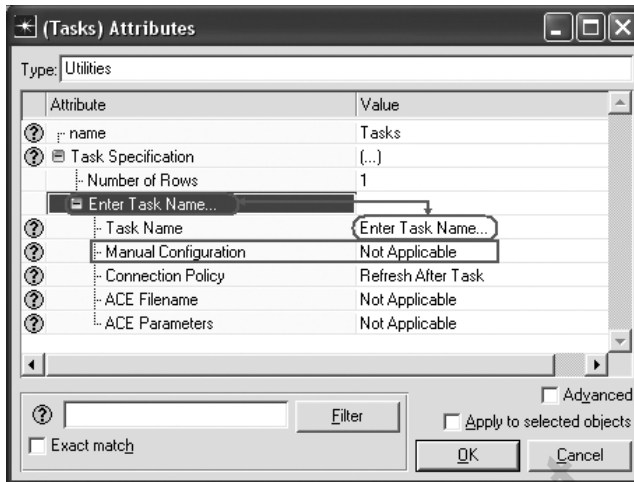 (Tasks) Attributes
Type: Utilities
Attribute Value
name Tasks
Task Specification (...)
Number of Rows 1
Enter Task Name...
Task Name Enter Task Name...
Manual Configuration Not Applicable
Connection Policy Refresh After Task
ACE Filename Not Applicable
ACE Parameters Not Applicable
Advanced
Filter Apply to selected objects
Exact match OK Cancel